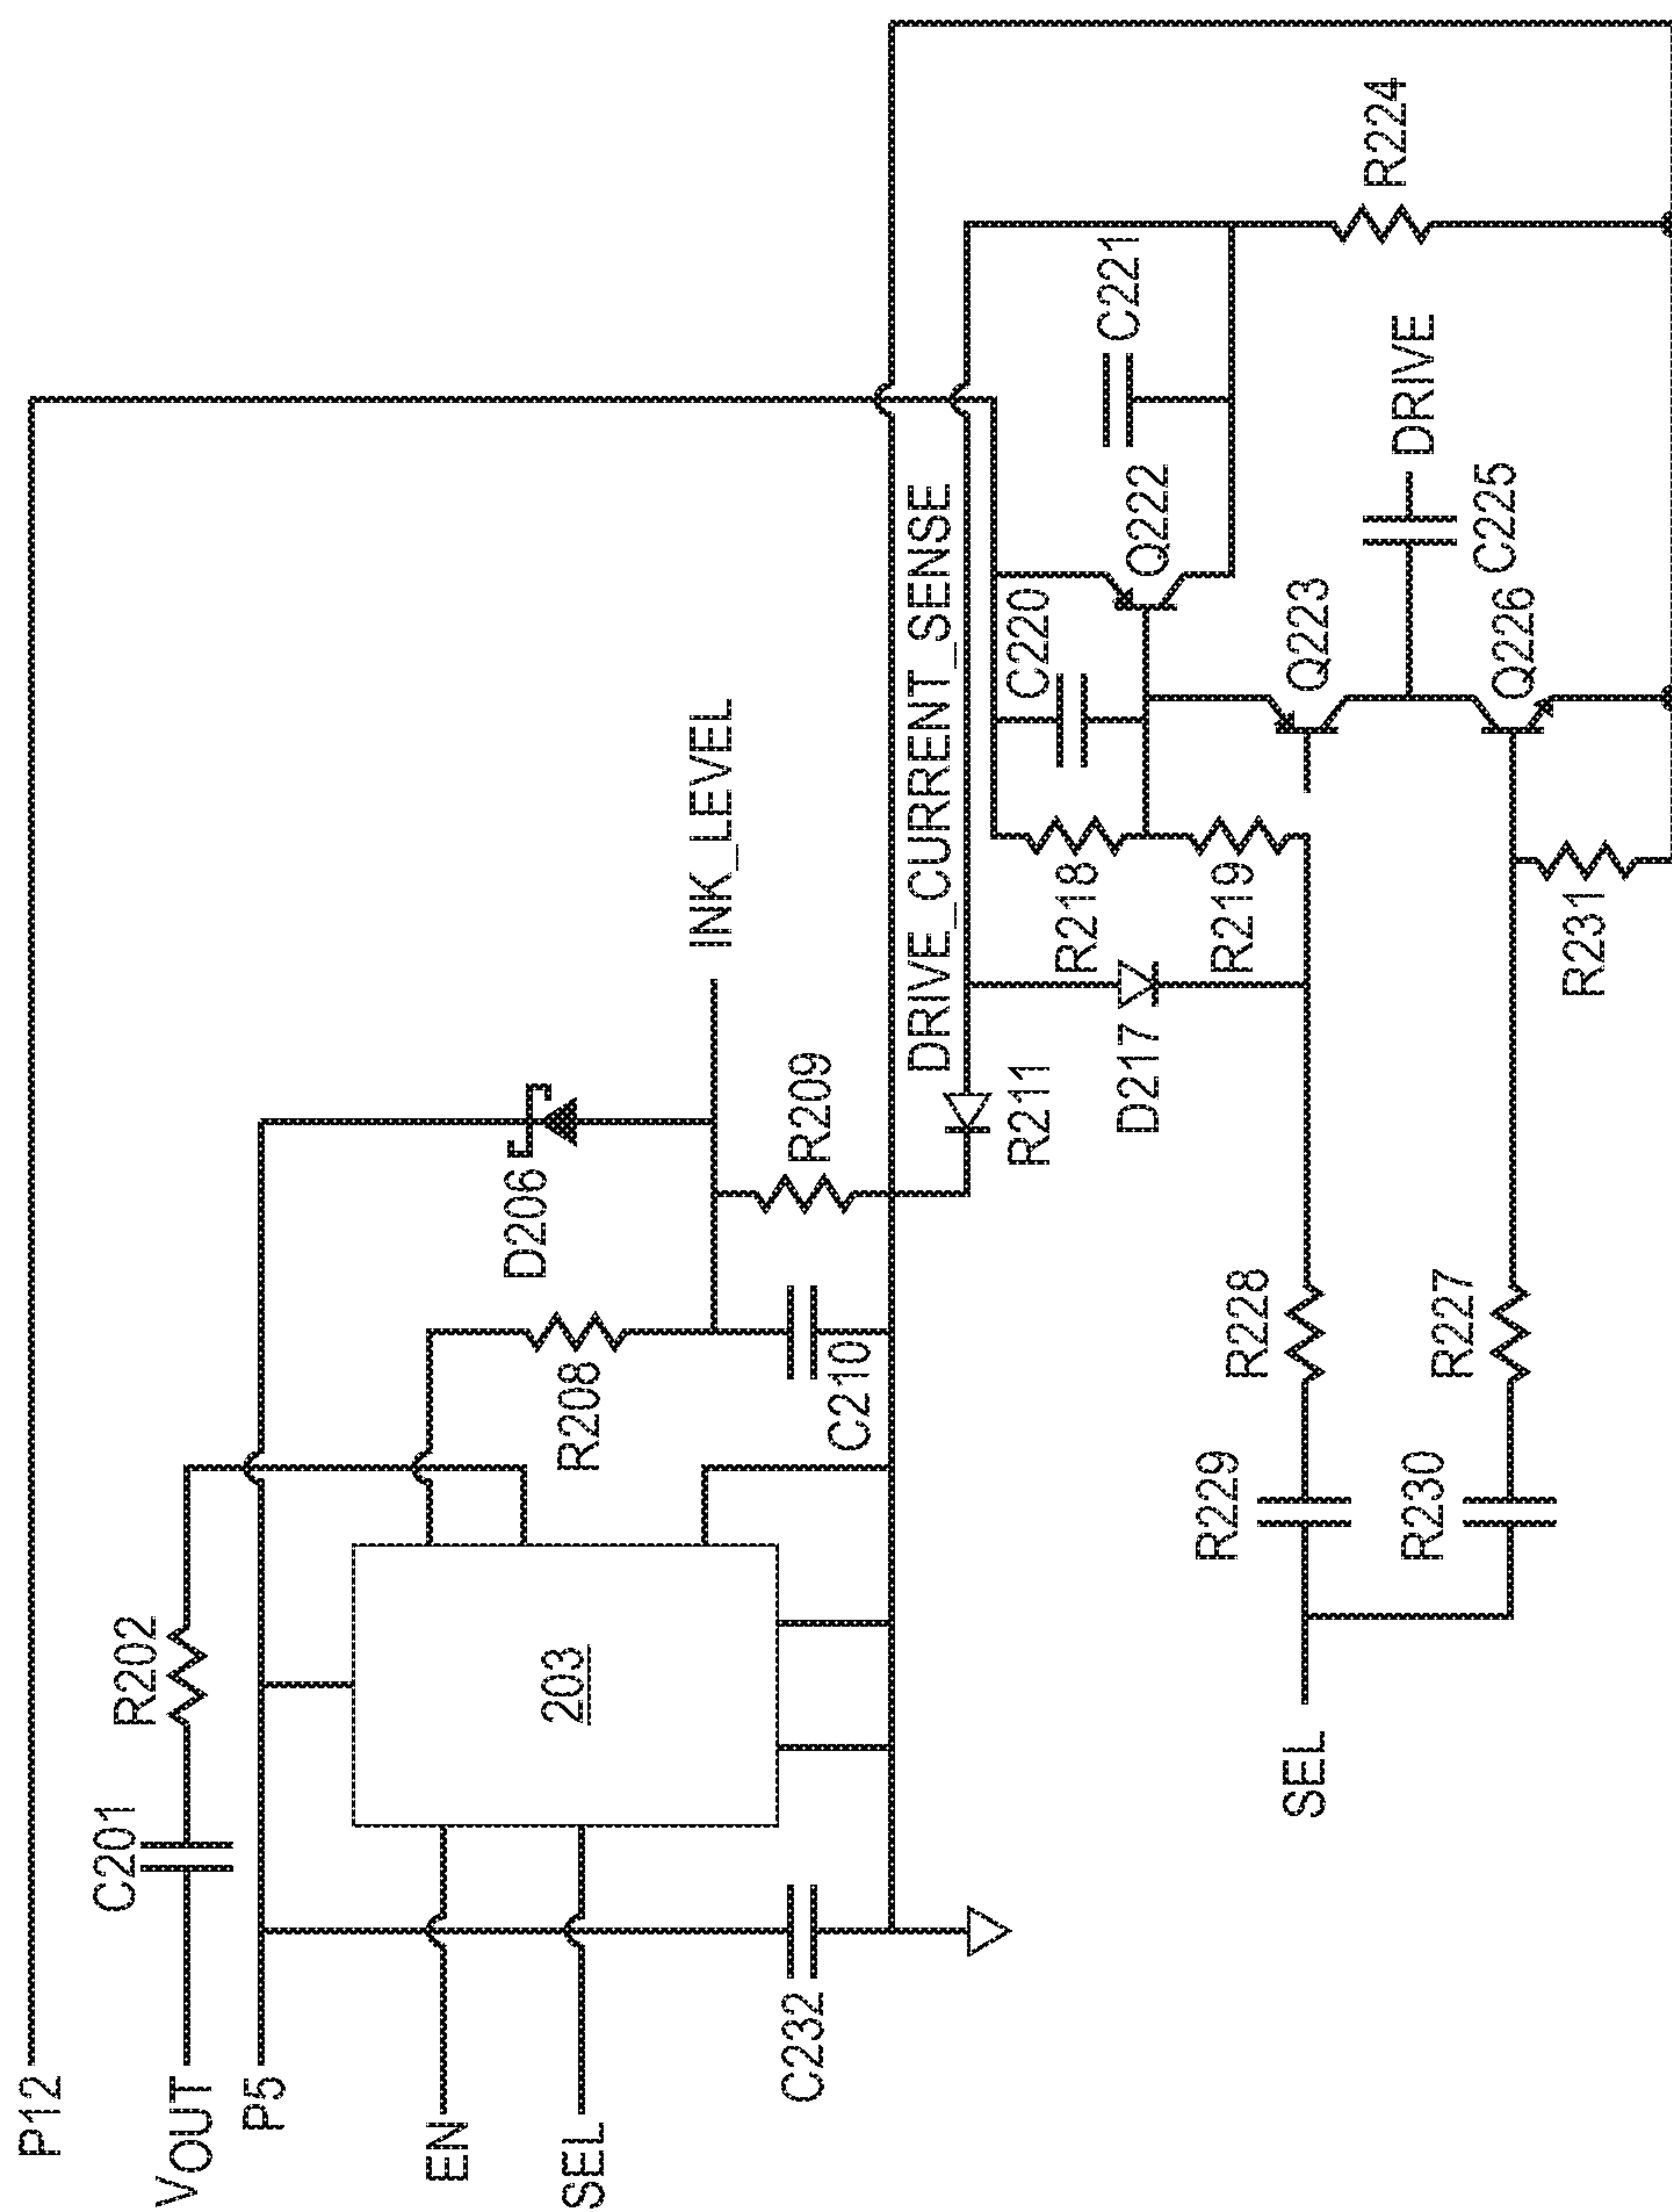 P12
VOUT
P5
EN
SEL
C232
C201
R202
203
R208
C210
D206
R209
INK_LEVEL
DRIVE_CURRENT_SENSE
R211
D217
R218
R219
C220
Q222
C221
Q223
DRIVE
C225
Q226
R224
R231
SEL
R229
R228
R230
R227